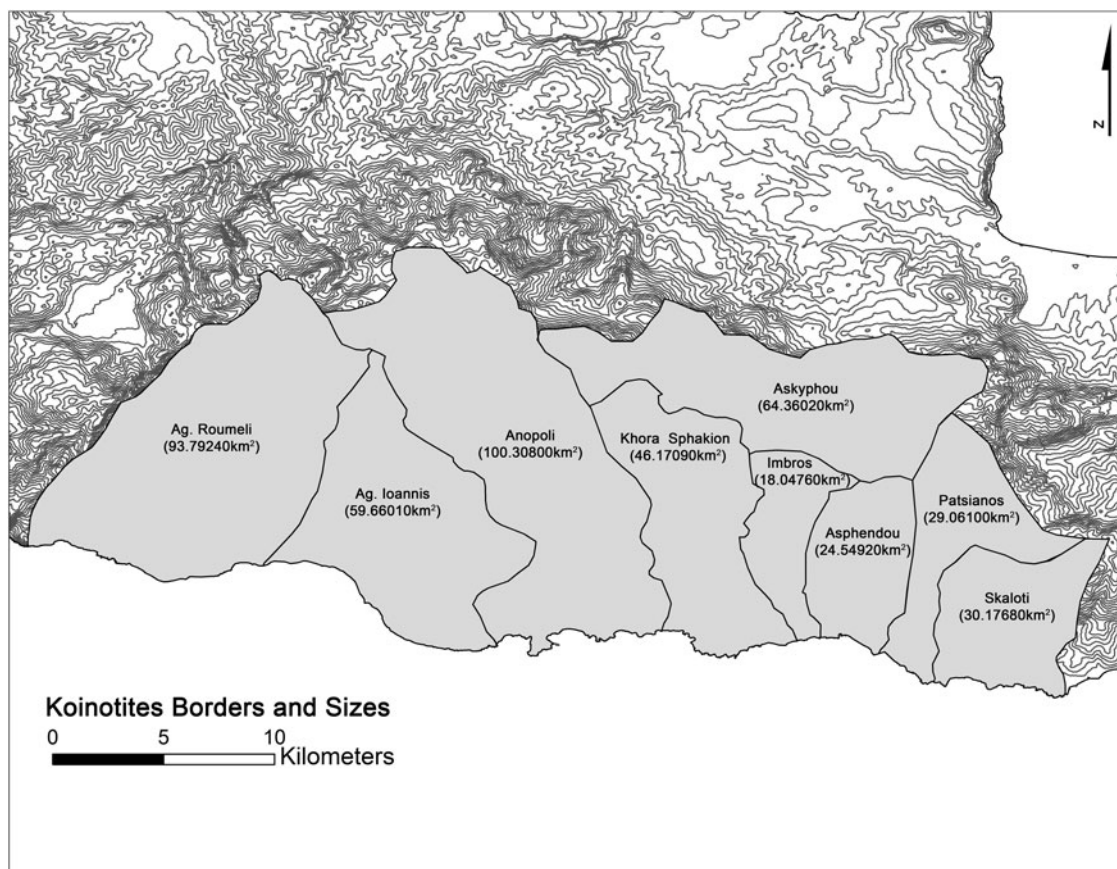 N
Askyphou
(64.36020km²)
Ag. Roumeli
(93.79240km²)
Anopoli
(100.30800km²)
Khora Sphakion
(46.17090km²)
Imbros
(18.04760km²)
Ag. Ioannis
(59.66010km²)
Patsianos
(29.06100km²)
Asphendou
(24.54920km²)
Skaloti
(30.17680km²)
Koinotites Borders and Sizes
0 5 10
Kilometers